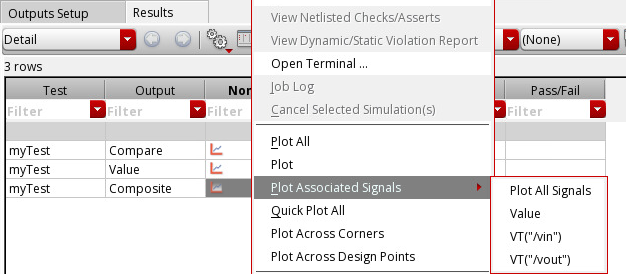 Outputs Setup Results
Detail (None)
3 rows
Test Output Nor Pass/Fail
Filter Filter Filter Filter
myTest Compare
myTest Value
myTest Composite
View Netlisted Checks/Asserts
View Dynamic/Static Violation Report
Open Terminal ...
Job Log
Cancel Selected Simulation(s)
Plot All
Plot
Plot Associated Signals
Quick Plot All
Plot Across Corners
Plot Across Design Points
Plot All Signals
Value
VT("/vin")
VT("/vout")